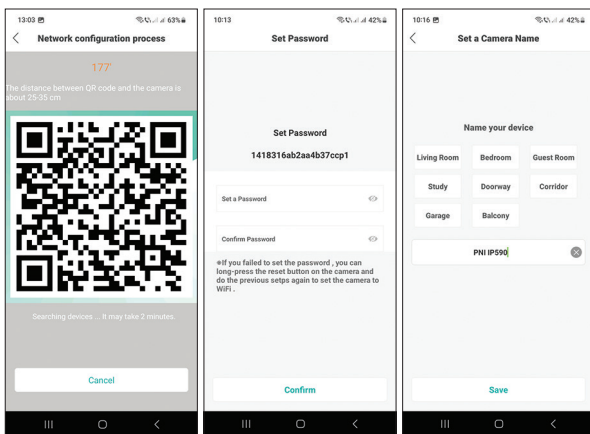 13:03
63%
Network configuration process
177"
The distance between QR code and the camera is
about 25-35 cm
Searching devices ... It may take 2 minutes.
Cancel
10:13
42%
Set Password
Set Password
1418316ab2aa4b37ccp1
Set a Password
Confirm Password
*If you failed to set the password , you can
long-press the reset button on the camera and
do the previous setps again to set the camera to
WiFi .
Confirm
10:16
42%
Set a Camera Name
Name your device
Living Room
Bedroom
Guest Room
Study
Doorway
Corridor
Garage
Balcony
PNI IP590
Save